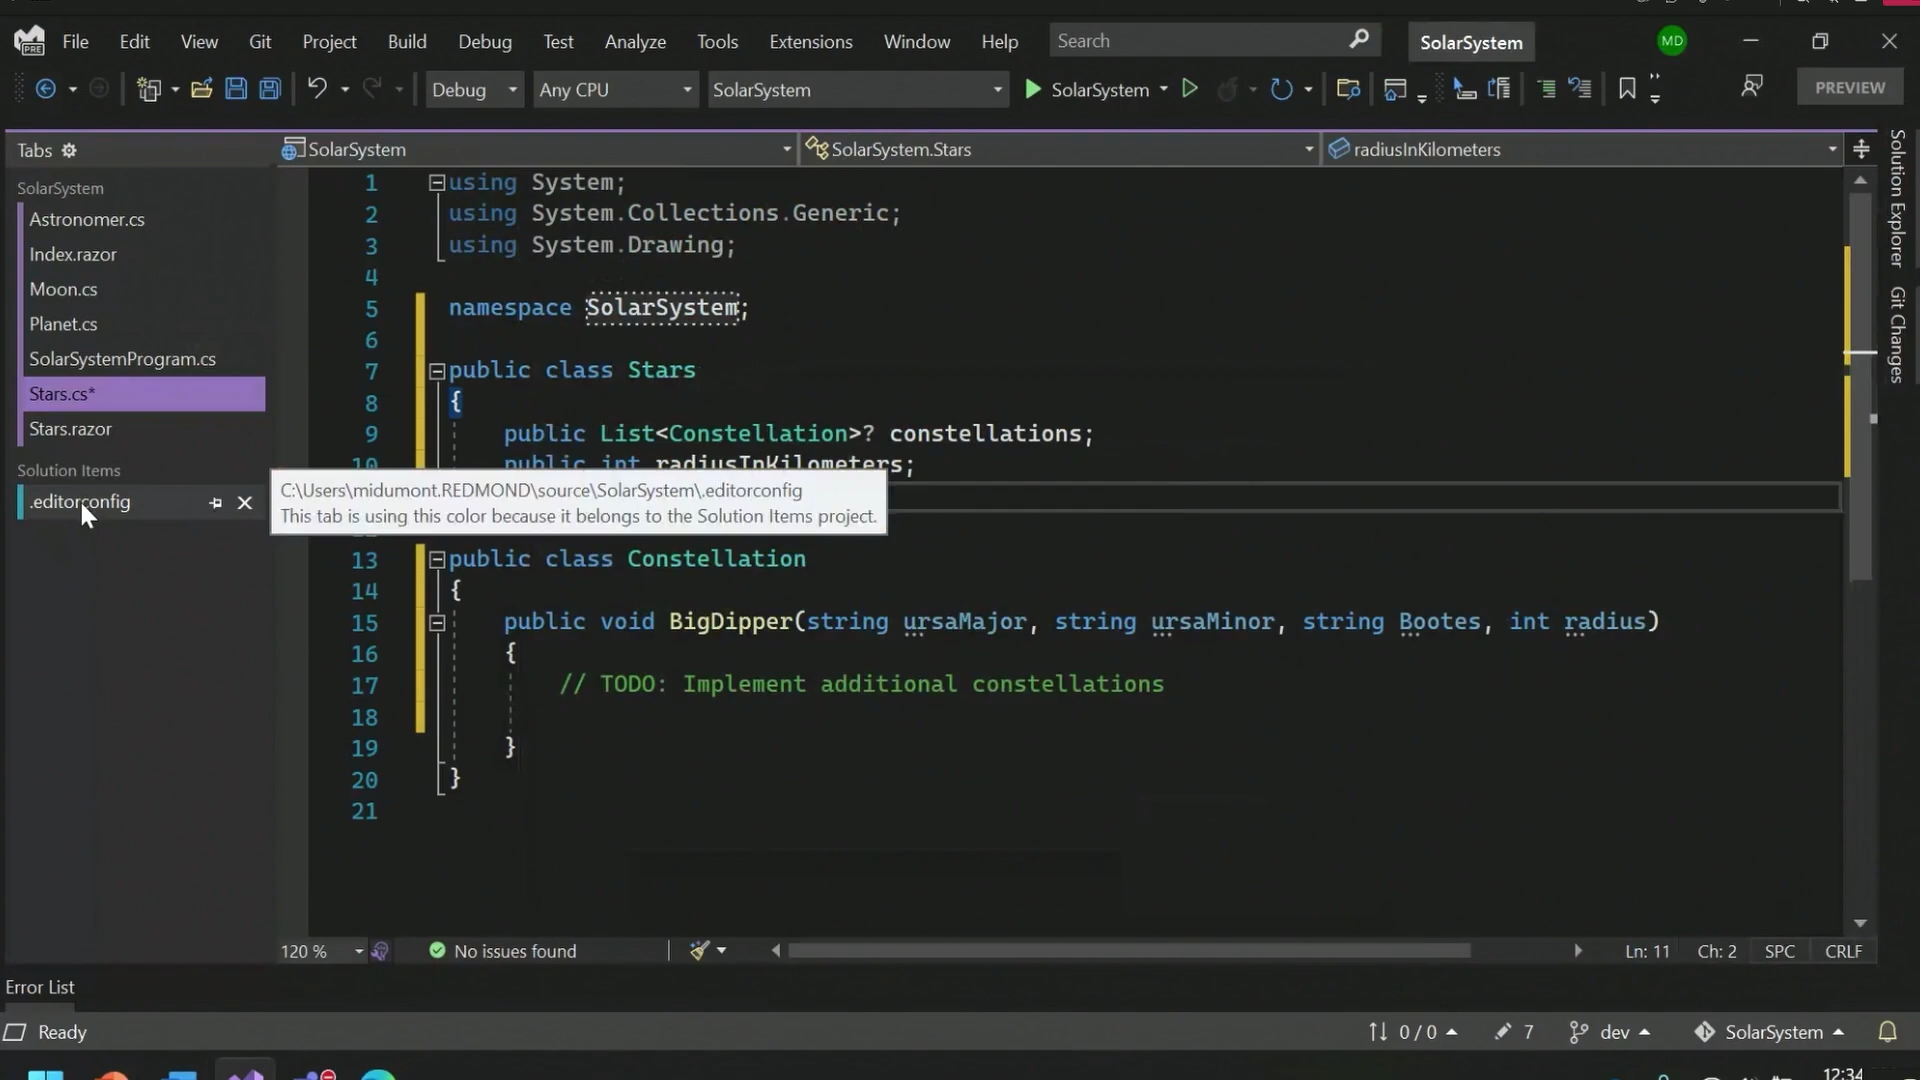 File Edit View Git Project Build Debug Test Analyze Tools Extensions Window Help Search SolarSystem MD
PRE
Debug Any CPU SolarSystem SolarSystem PREVIEW
Tabs SolarSystem SolarSystem.Stars radiusInKilometers
SolarSystem
Astronomer.cs
Index.razor
Moon.cs
Planet.cs
SolarSystemProgram.cs
Stars.cs*
Stars.razor
Solution Items
.editorconfig
1 using System;
2 using System.Collections.Generic;
3 using System.Drawing;
4
5 namespace SolarSystem;
6
7 public class Stars
8 {
9 public List<Constellation>? constellations;
10 public int radiusInKilometers;
C:\Users\midumont.REDMOND\source\SolarSystem\.editorconfig
This tab is using this color because it belongs to the Solution Items project.
13 public class Constellation
14 {
15 public void BigDipper(string ursaMajor, string ursaMinor, string Bootes, int radius)
16 {
17 // TODO: Implement additional constellations
18
19 }
20 }
21
Solution Explorer
Git Changes
120 % No issues found Ln: 11 Ch: 2 SPC CRLF
Error List
Ready 0 / 0 7 dev SolarSystem
12:34